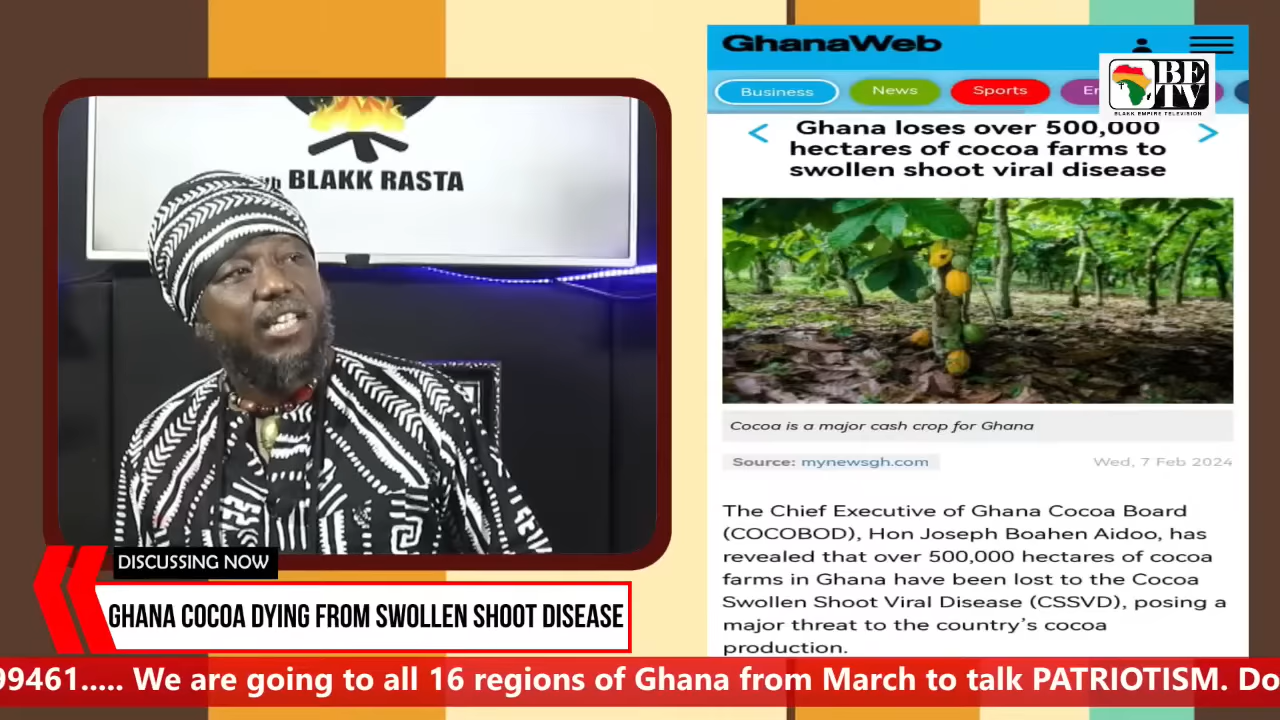 BLAKK RASTA
DISCUSSING NOW
GHANA COCOA DYING FROM SWOLLEN SHOOT DISEASE
GhanaWeb
BE
TV
BLAKK EMPIRE TELEVISION
Business
News
Sports
Ghana loses over 500,000
hectares of cocoa farms to
swollen shoot viral disease
Cocoa is a major cash crop for Ghana
Source: mynewsgh.com
Wed, 7 Feb 2024
The Chief Executive of Ghana Cocoa Board
(COCOBOD), Hon Joseph Boahen Aidoo, has
revealed that over 500,000 hectares of cocoa
farms in Ghana have been lost to the Cocoa
Swollen Shoot Viral Disease (CSSVD), posing a
major threat to the country's cocoa
production.
99461..... We are going to all 16 regions of Ghana from March to talk PATRIOTISM. Do